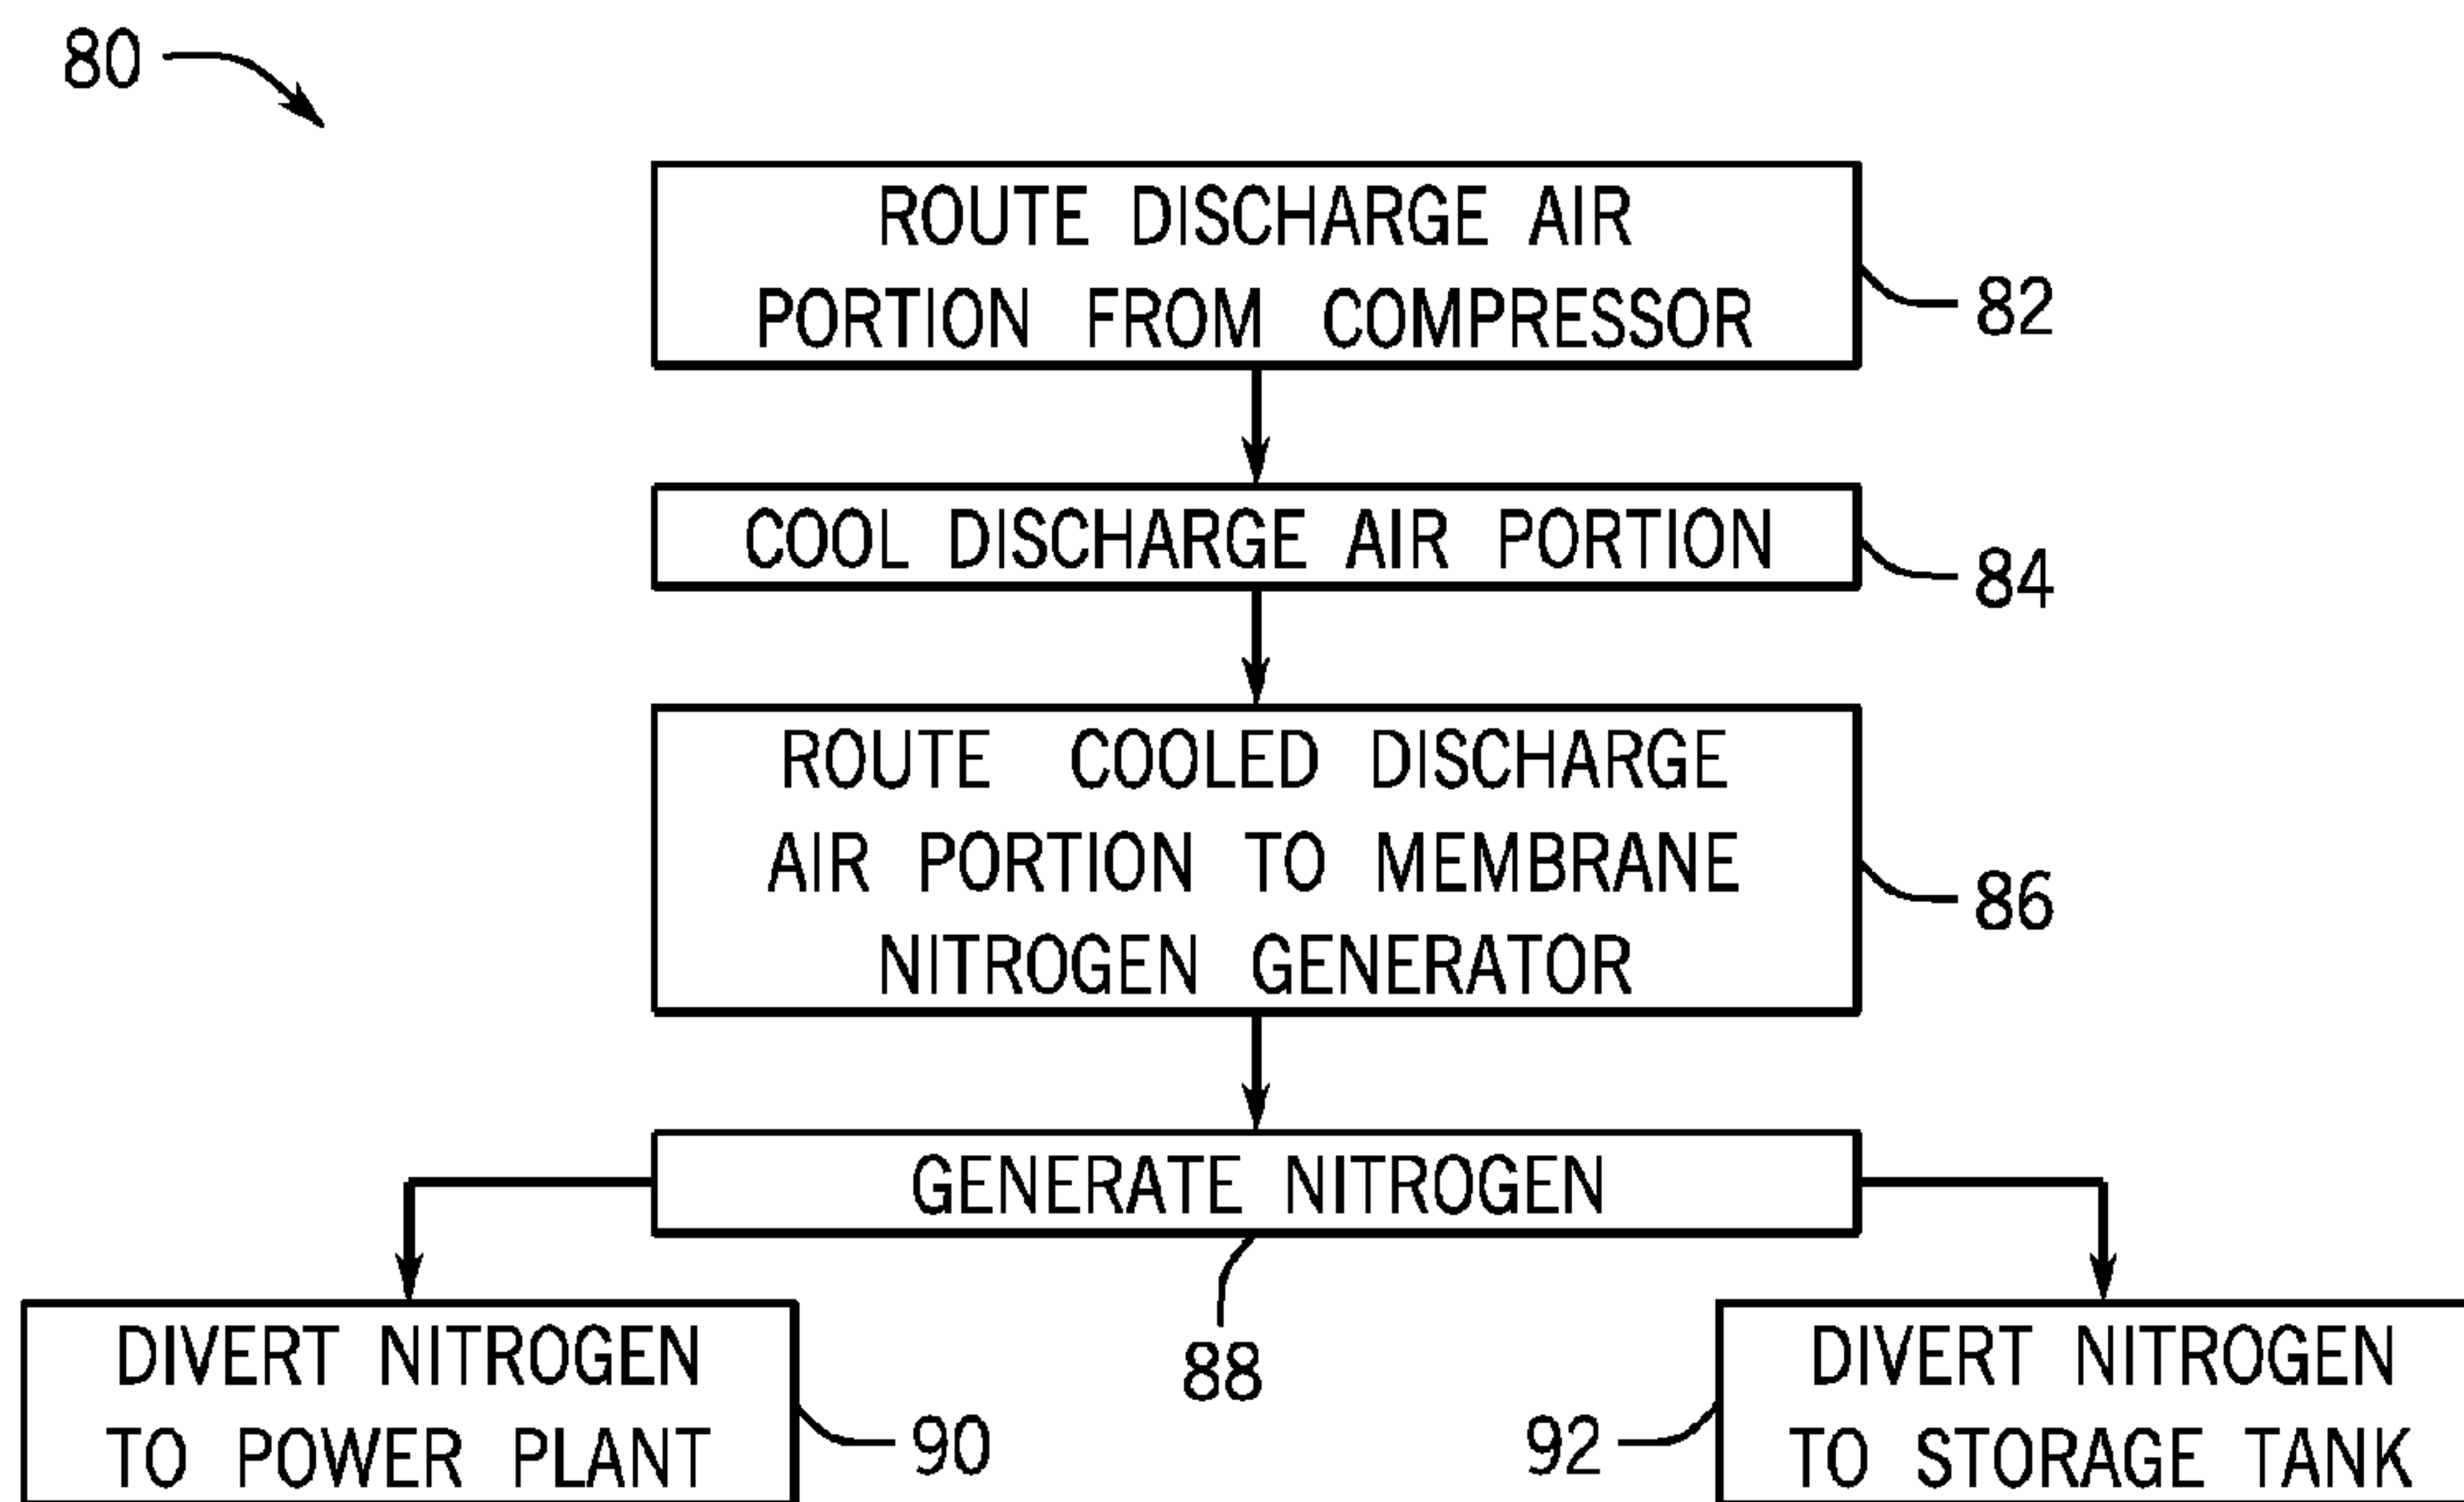 80
ROUTE DISCHARGE AIR
PORTION FROM COMPRESSOR
82
COOL DISCHARGE AIR PORTION
84
ROUTE COOLED DISCHARGE
AIR PORTION TO MEMBRANE
NITROGEN GENERATOR
86
GENERATE NITROGEN
88
DIVERT NITROGEN
TO POWER PLANT
90
92
DIVERT NITROGEN
TO STORAGE TANK